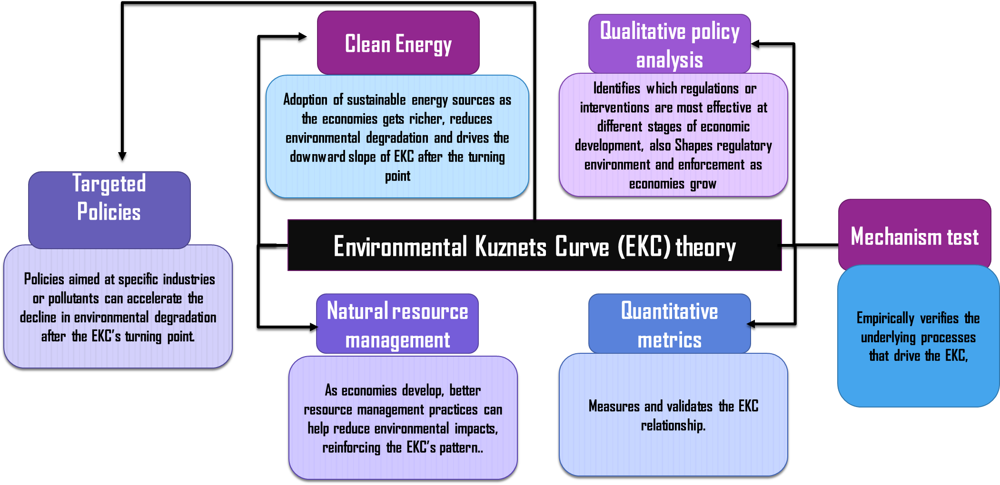 Clean Energy
Adoption of sustainable energy sources as
the economies gets richer, reduces
environmental degradation and drives the
downward slope of EKC after the turning
point
Qualitative policy
analysis
Identifies which regulations or
interventions are most effective at
different stages of economic
development, also Shapes regulatory
environment and enforcement as
economies grow
Targeted
Policies
Policies aimed at specific industries
or pollutants can accelerate the
decline in environmental degradation
after the EKC's turning point.
Environmental Kuznets Curve (EKC) theory
Mechanism test
Empirically verifies the
underlying processes
that drive the EKC,
Natural resource
management
As economies develop, better
resource management practices can
help reduce environmental impacts,
reinforcing the EKC's pattern..
Quantitative
metrics
Measures and validates the EKC
relationship.